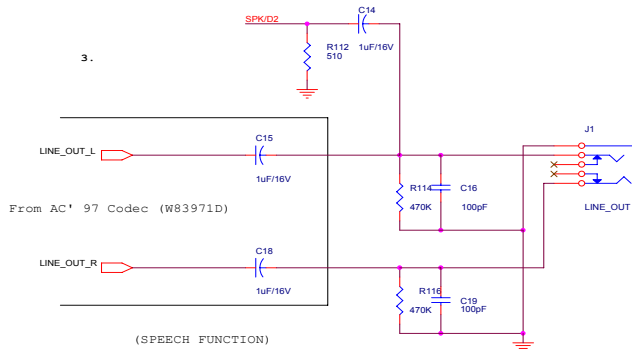 C14
SPK/D2
R112
510
1uF/16V
3.
J1
C15
LINE_OUT_L
1uF/16V
R114
470K
C16
100pF
From AC' 97 Codec (W83971D)
LINE_OUT
C18
LINE_OUT_R
1uF/16V
R116
470K
C19
100pF
(SPEECH FUNCTION)